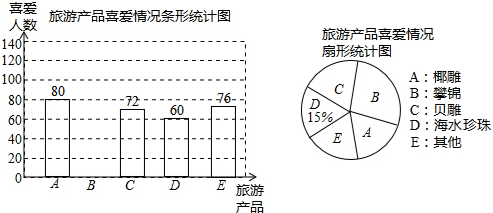 喜爱
人数
旅游产品喜爱情况条形统计图
140
120
100
80
60
40
20
0
80
72
60
76
A B C D E
旅游
产品
旅游产品喜爱情况
扇形统计图
C
B
D
15%
E
A
A：椰雕
B：黎锦
C：贝雕
D：海水珍珠
E：其他